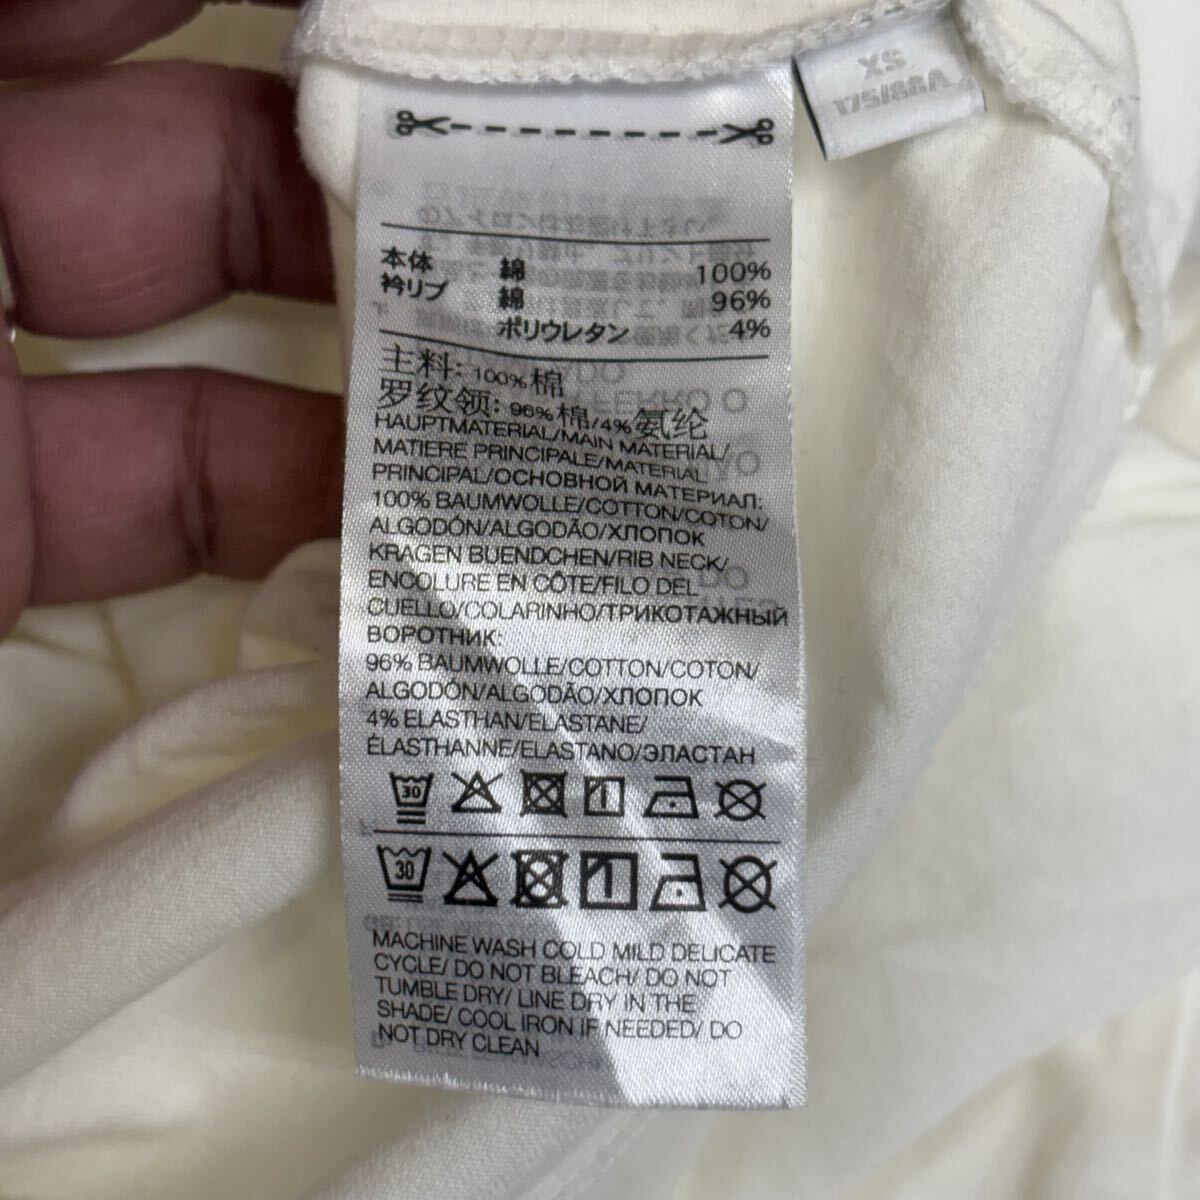 XS
175/88A
本体 綿 100%
衿リブ 綿 96%
ポリウレタン 4%
主料: 100% 棉
罗纹领: 96% 棉/4% 氨纶
HAUPTMATERIAL/MAIN MATERIAL/
MATIERE PRINCIPALE/MATERIAL
PRINCIPAL/ОСНОВНОЙ МАТЕРИАЛ:
100% BAUMWOLLE/COTTON/COTON/
ALGODÓN/ALGODÃO/ХЛОПОК
KRAGEN BUENDCHEN/RIB NECK/
ENCOLURE EN CÔTE/FILO DEL
CUELLO/COLARINHO/ТРИКОТАЖНЫЙ
ВОРОТНИК:
96% BAUMWOLLE/COTTON/COTON/
ALGODÓN/ALGODÃO/ХЛОПОК
4% ELASTHAN/ELASTANE/
ÉLASTHANNE/ELASTANO/ЭЛАСТАН
30
30
MACHINE WASH COLD MILD DELICATE
CYCLE/ DO NOT BLEACH/ DO NOT
TUMBLE DRY/ LINE DRY IN THE
SHADE/ COOL IRON IF NEEDED/ DO
NOT DRY CLEAN